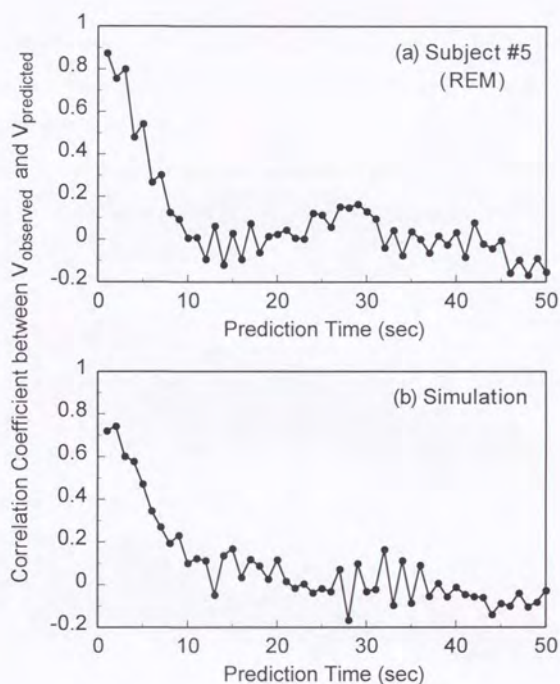 Correlation Coefficient between V_observed and V_predicted
1
0.8
0.6
0.4
0.2
0
-0.2
(a) Subject #5
(REM)
0 10 20 30 40 50
Prediction Time (sec)
1
0.8
0.6
0.4
0.2
0
-0.2
(b) Simulation
0 10 20 30 40 50
Prediction Time (sec)